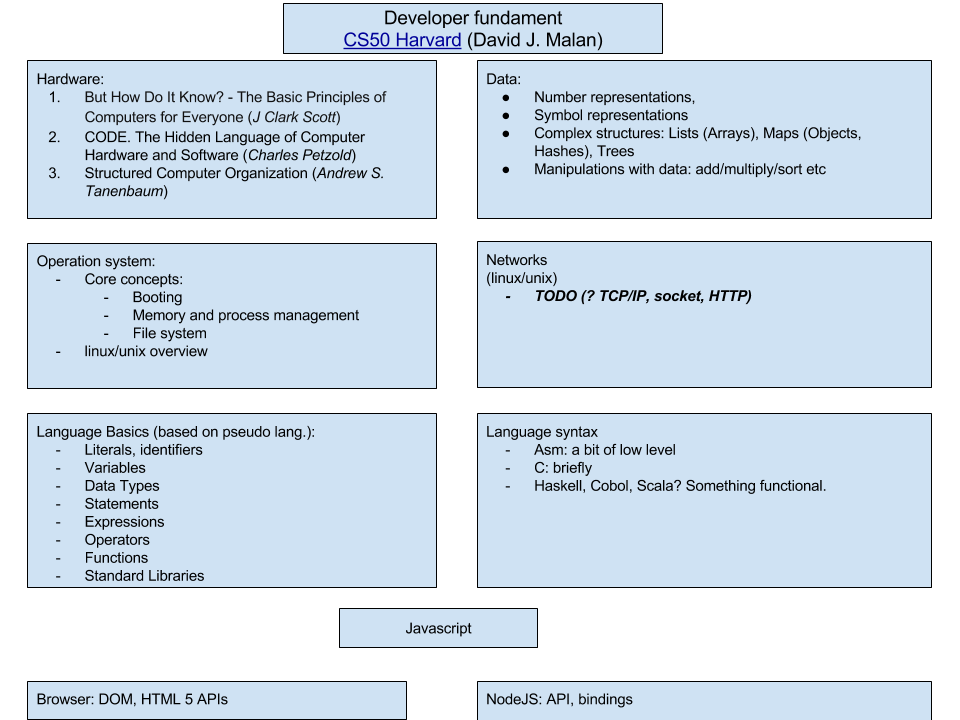 Developer fundament
CS50 Harvard (David J. Malan)
Hardware:
1. But How Do It Know? - The Basic Principles of
Computers for Everyone (J Clark Scott)
2. CODE. The Hidden Language of Computer
Hardware and Software (Charles Petzold)
3. Structured Computer Organization (Andrew S.
Tanenbaum)
Data:
● Number representations,
● Symbol representations
● Complex structures: Lists (Arrays), Maps (Objects,
Hashes), Trees
● Manipulations with data: add/multiply/sort etc
Operation system:
- Core concepts:
- Booting
- Memory and process management
- File system
- linux/unix overview
Networks
(linux/unix)
- TODO (? TCP/IP, socket, HTTP)
Language Basics (based on pseudo lang.):
- Literals, identifiers
- Variables
- Data Types
- Statements
- Expressions
- Operators
- Functions
- Standard Libraries
Language syntax
- Asm: a bit of low level
- C: briefly
- Haskell, Cobol, Scala? Something functional.
Javascript
Browser: DOM, HTML 5 APIs
NodeJS: API, bindings